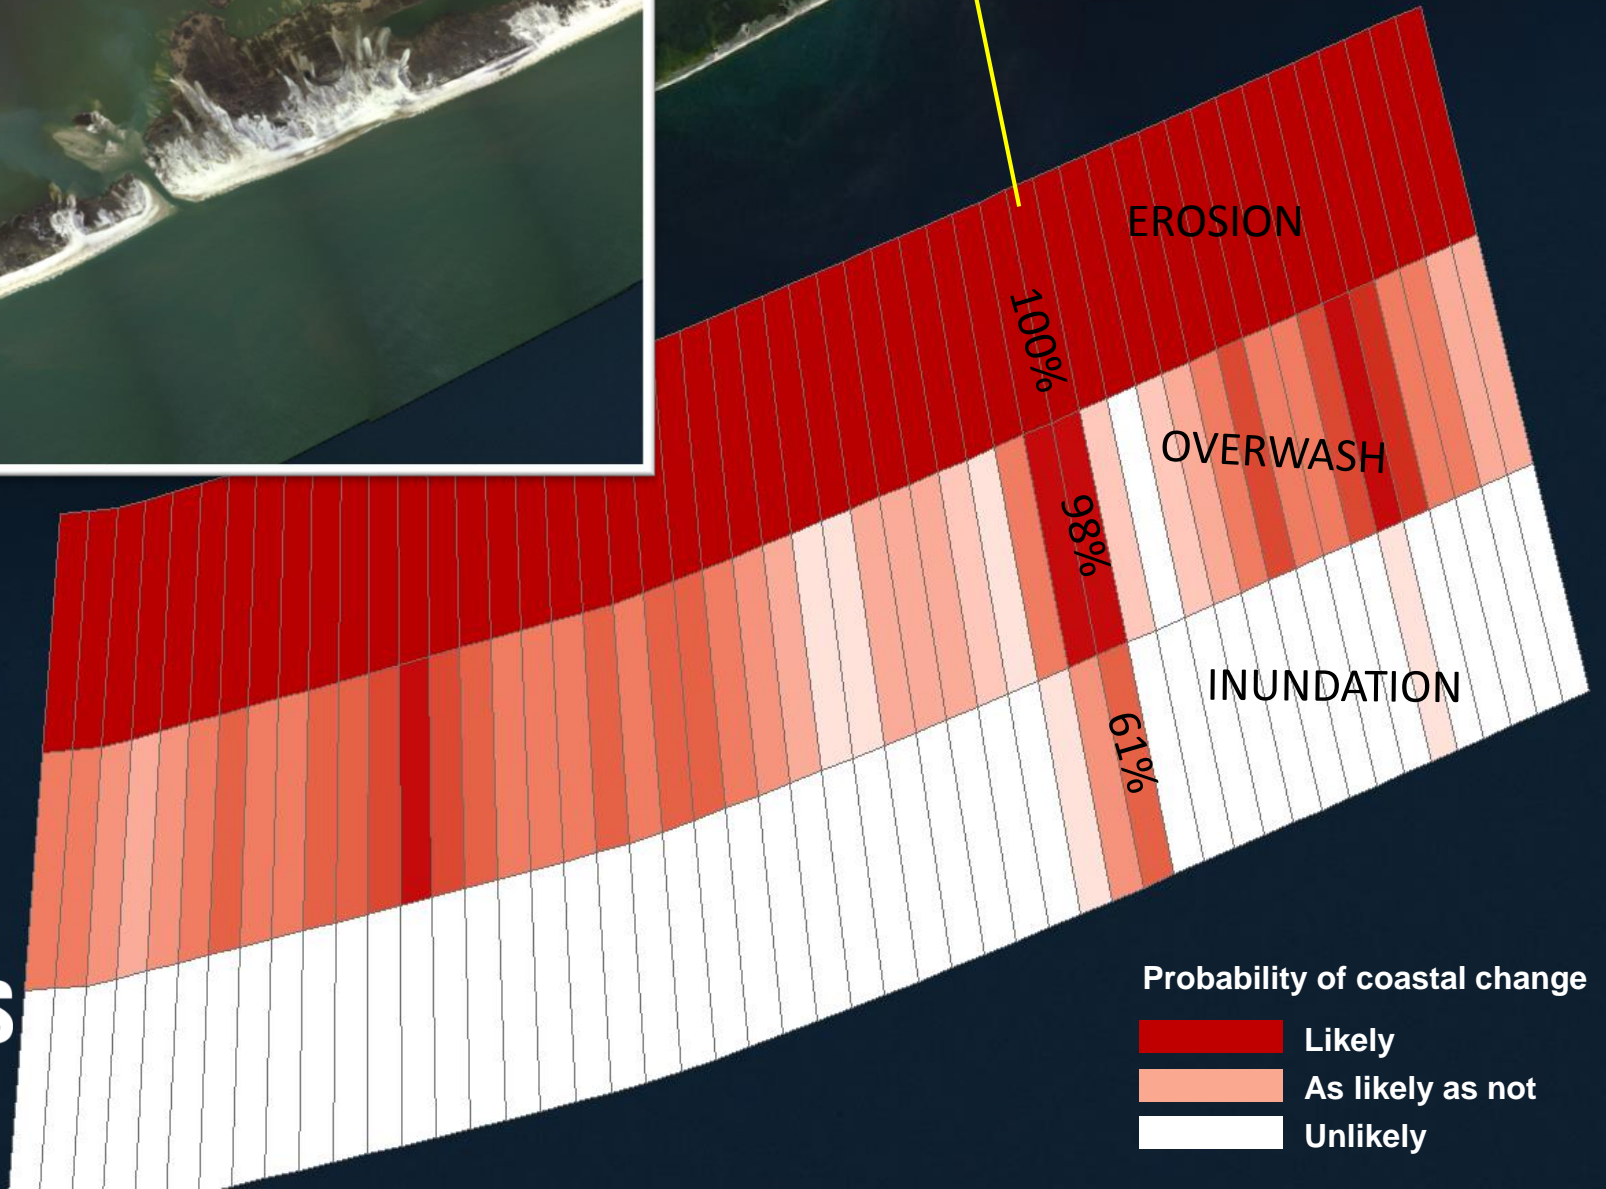 EROSION
100%
OVERWASH
98%
INUNDATION
61%
S
Probability of coastal change
Likely
As likely as not
Unlikely